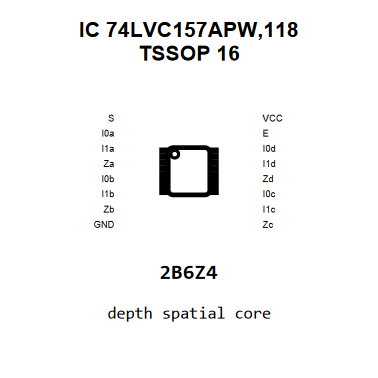 IC 74LVC157APW,118
TSSOP 16
S
I0a
I1a
Za
I0b
I1b
Zb
GND
VCC
E
I0d
I1d
Zd
I0c
I1c
Zc
2B6Z4
depth spatial core